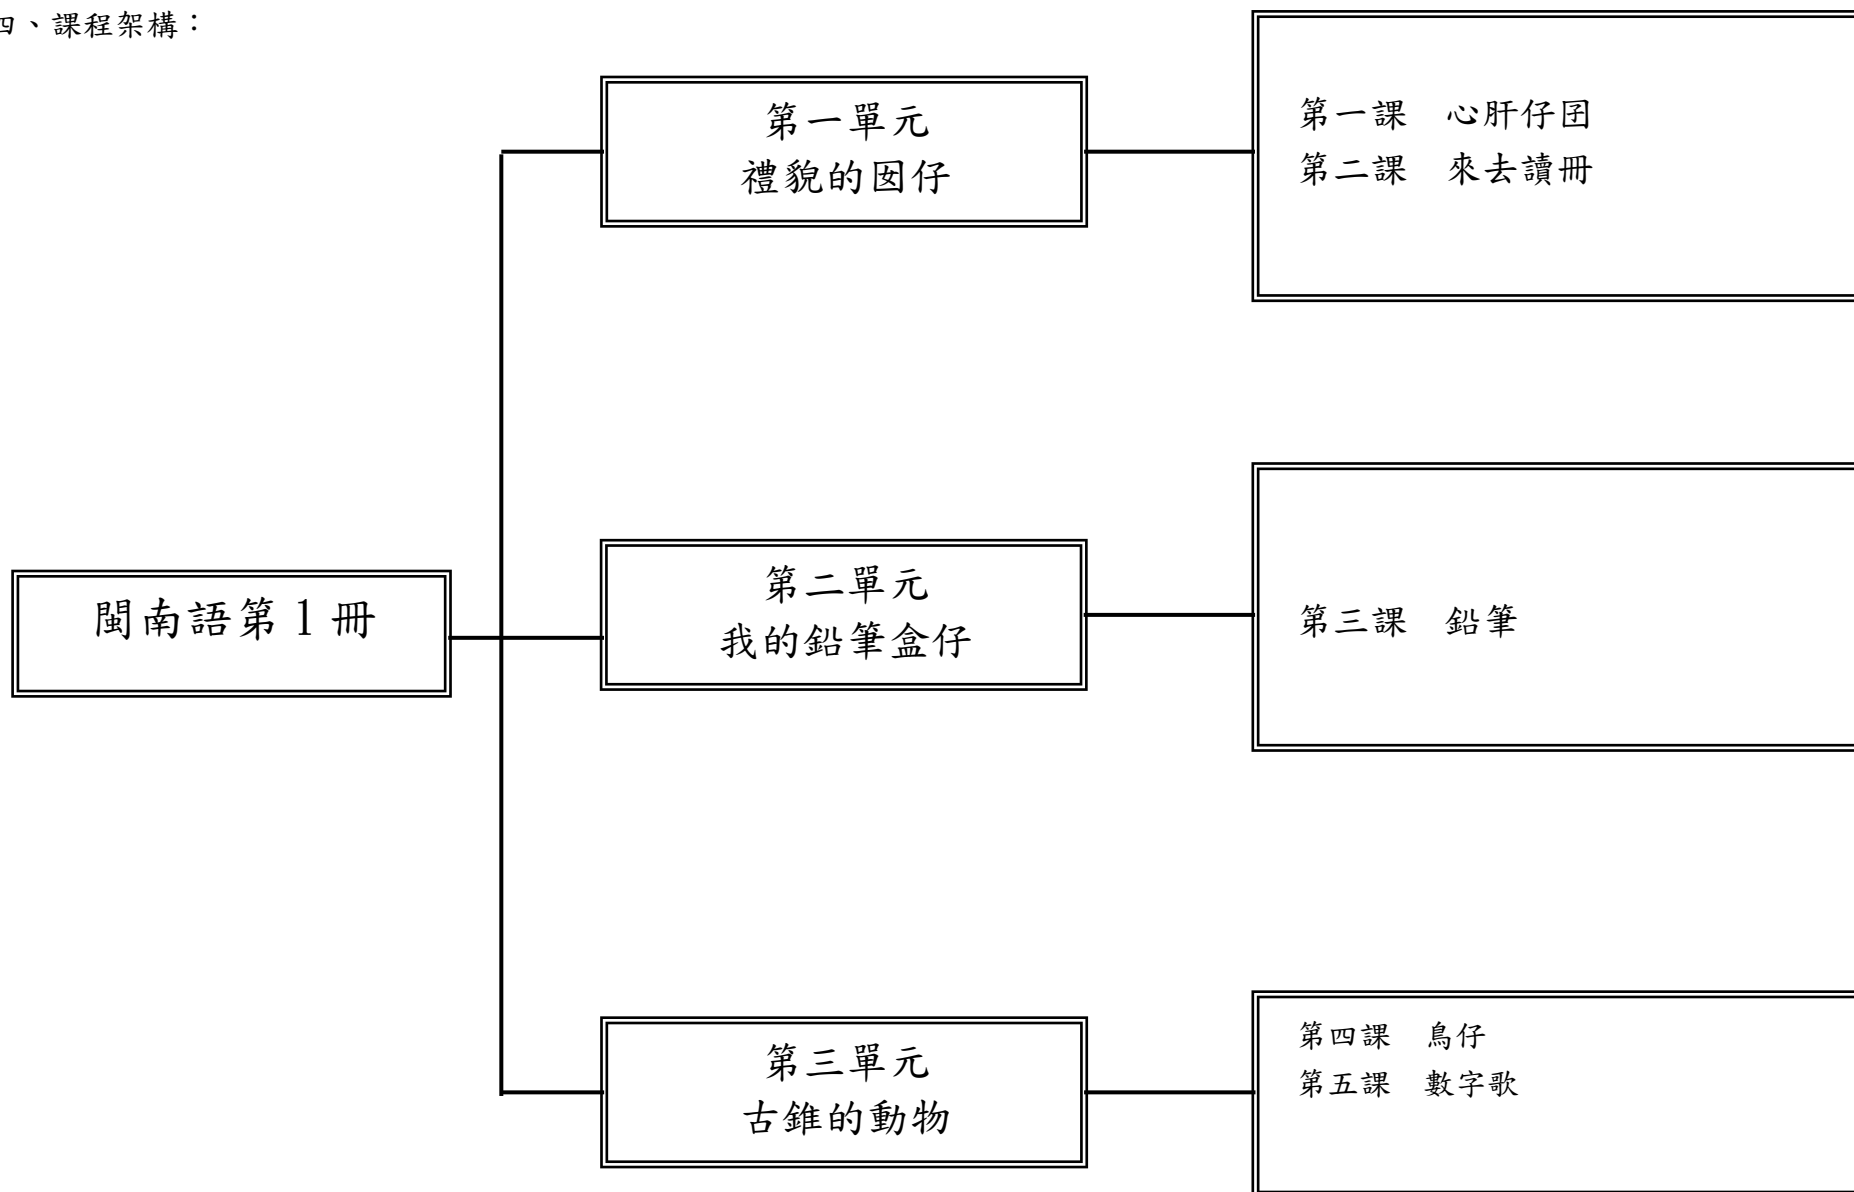 四、課程架構：
第一單元
禮貌的囡仔
第一課　心肝仔囝
第二課　來去讀冊
閩南語第1冊
第二單元
我的鉛筆盒仔
第三課　鉛筆
第三單元
古錐的動物
第四課　鳥仔
第五課　數字歌